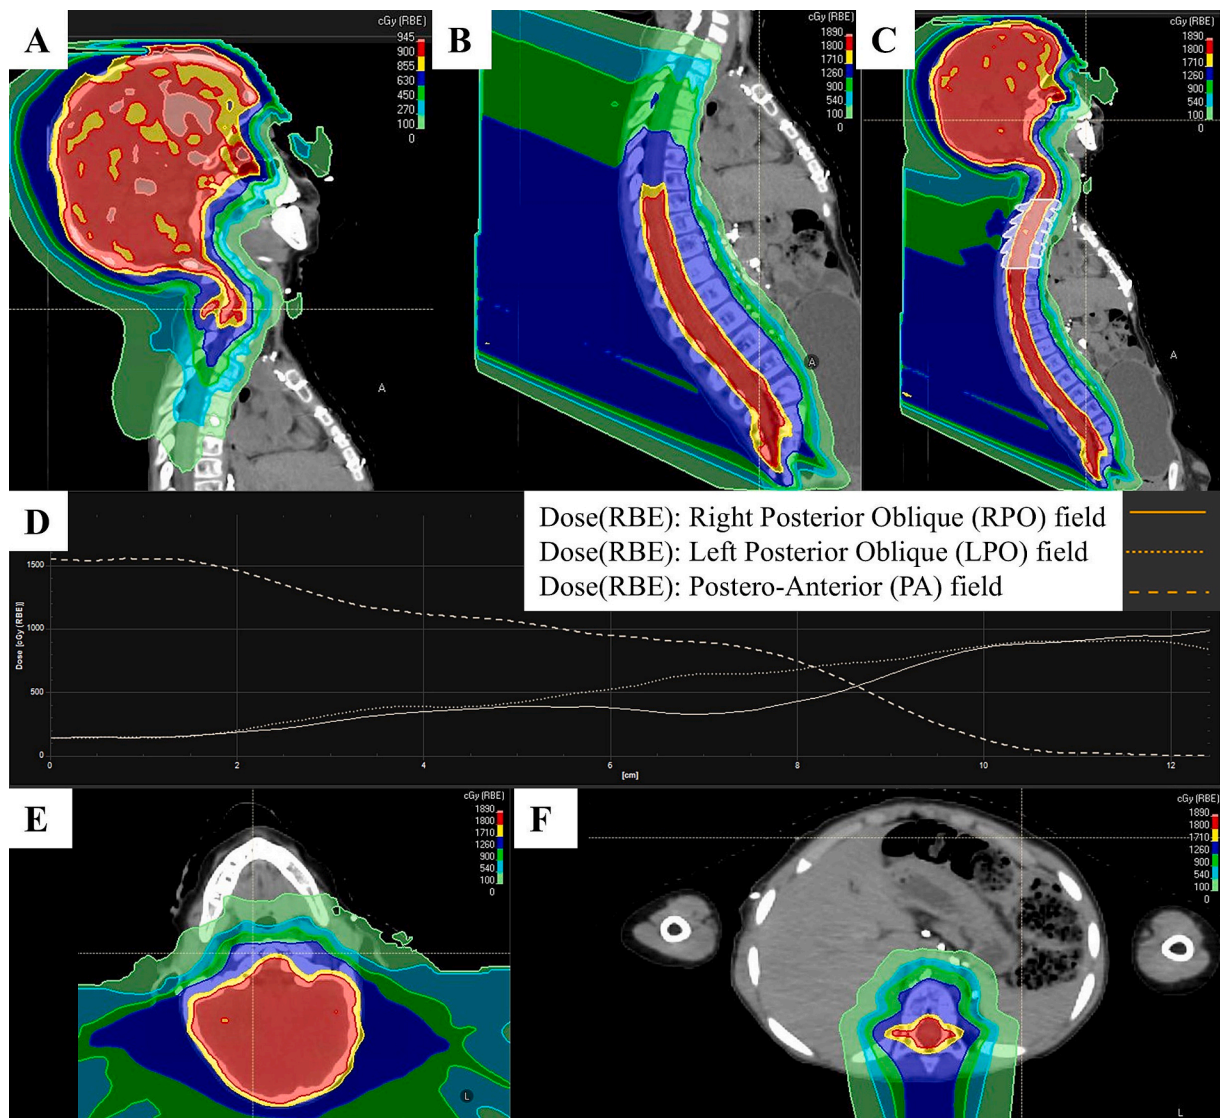 A
cGy (RBE)
945
900
855
630
450
270
100
0
A
B
cGy (RBE)
1890
1800
1710
1260
900
540
100
0
A
C
cGy (RBE)
1890
1800
1710
1260
900
540
100
0
A
D
Dose(RBE): Right Posterior Oblique (RPO) field
Dose(RBE): Left Posterior Oblique (LPO) field
Dose(RBE): Postero-Anterior (PA) field
Dose [cGy (RBE)]
1500
1000
500
0
0 2 4 6 8 10 12
[cm]
E
cGy (RBE)
1890
1800
1710
1260
900
540
100
0
L
F
cGy (RBE)
1890
1800
1710
1260
900
540
100
0
L